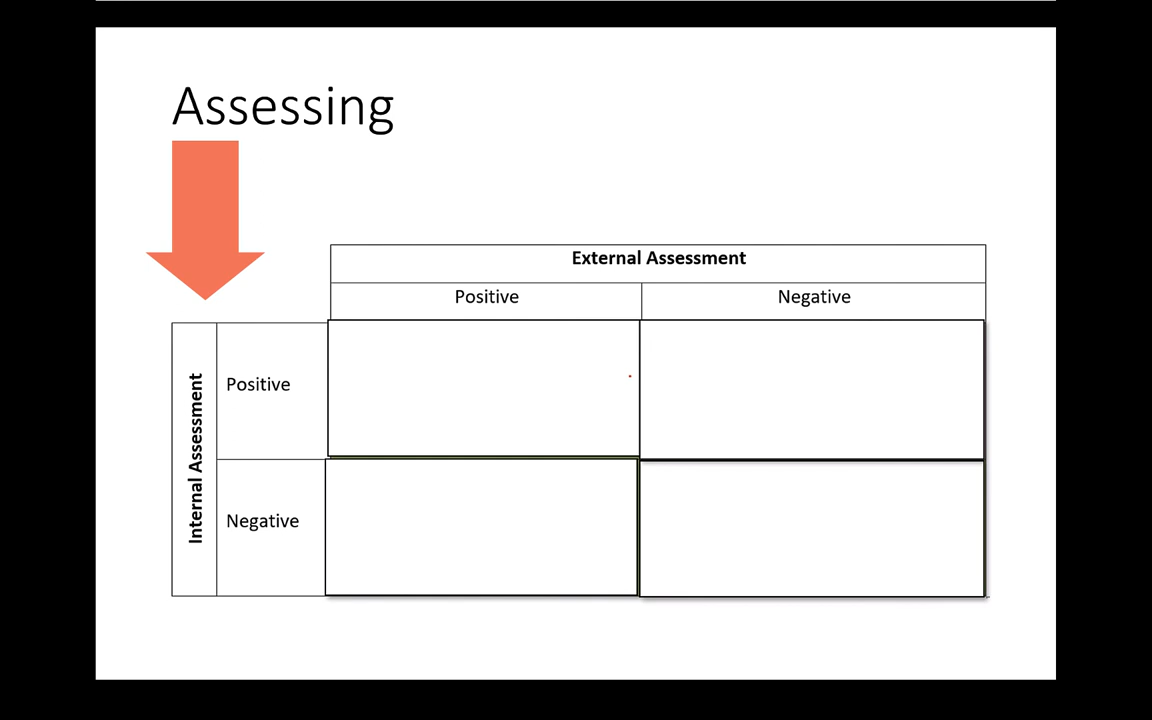 Assessing
External Assessment
Positive
Negative
Internal Assessment
Positive
Negative